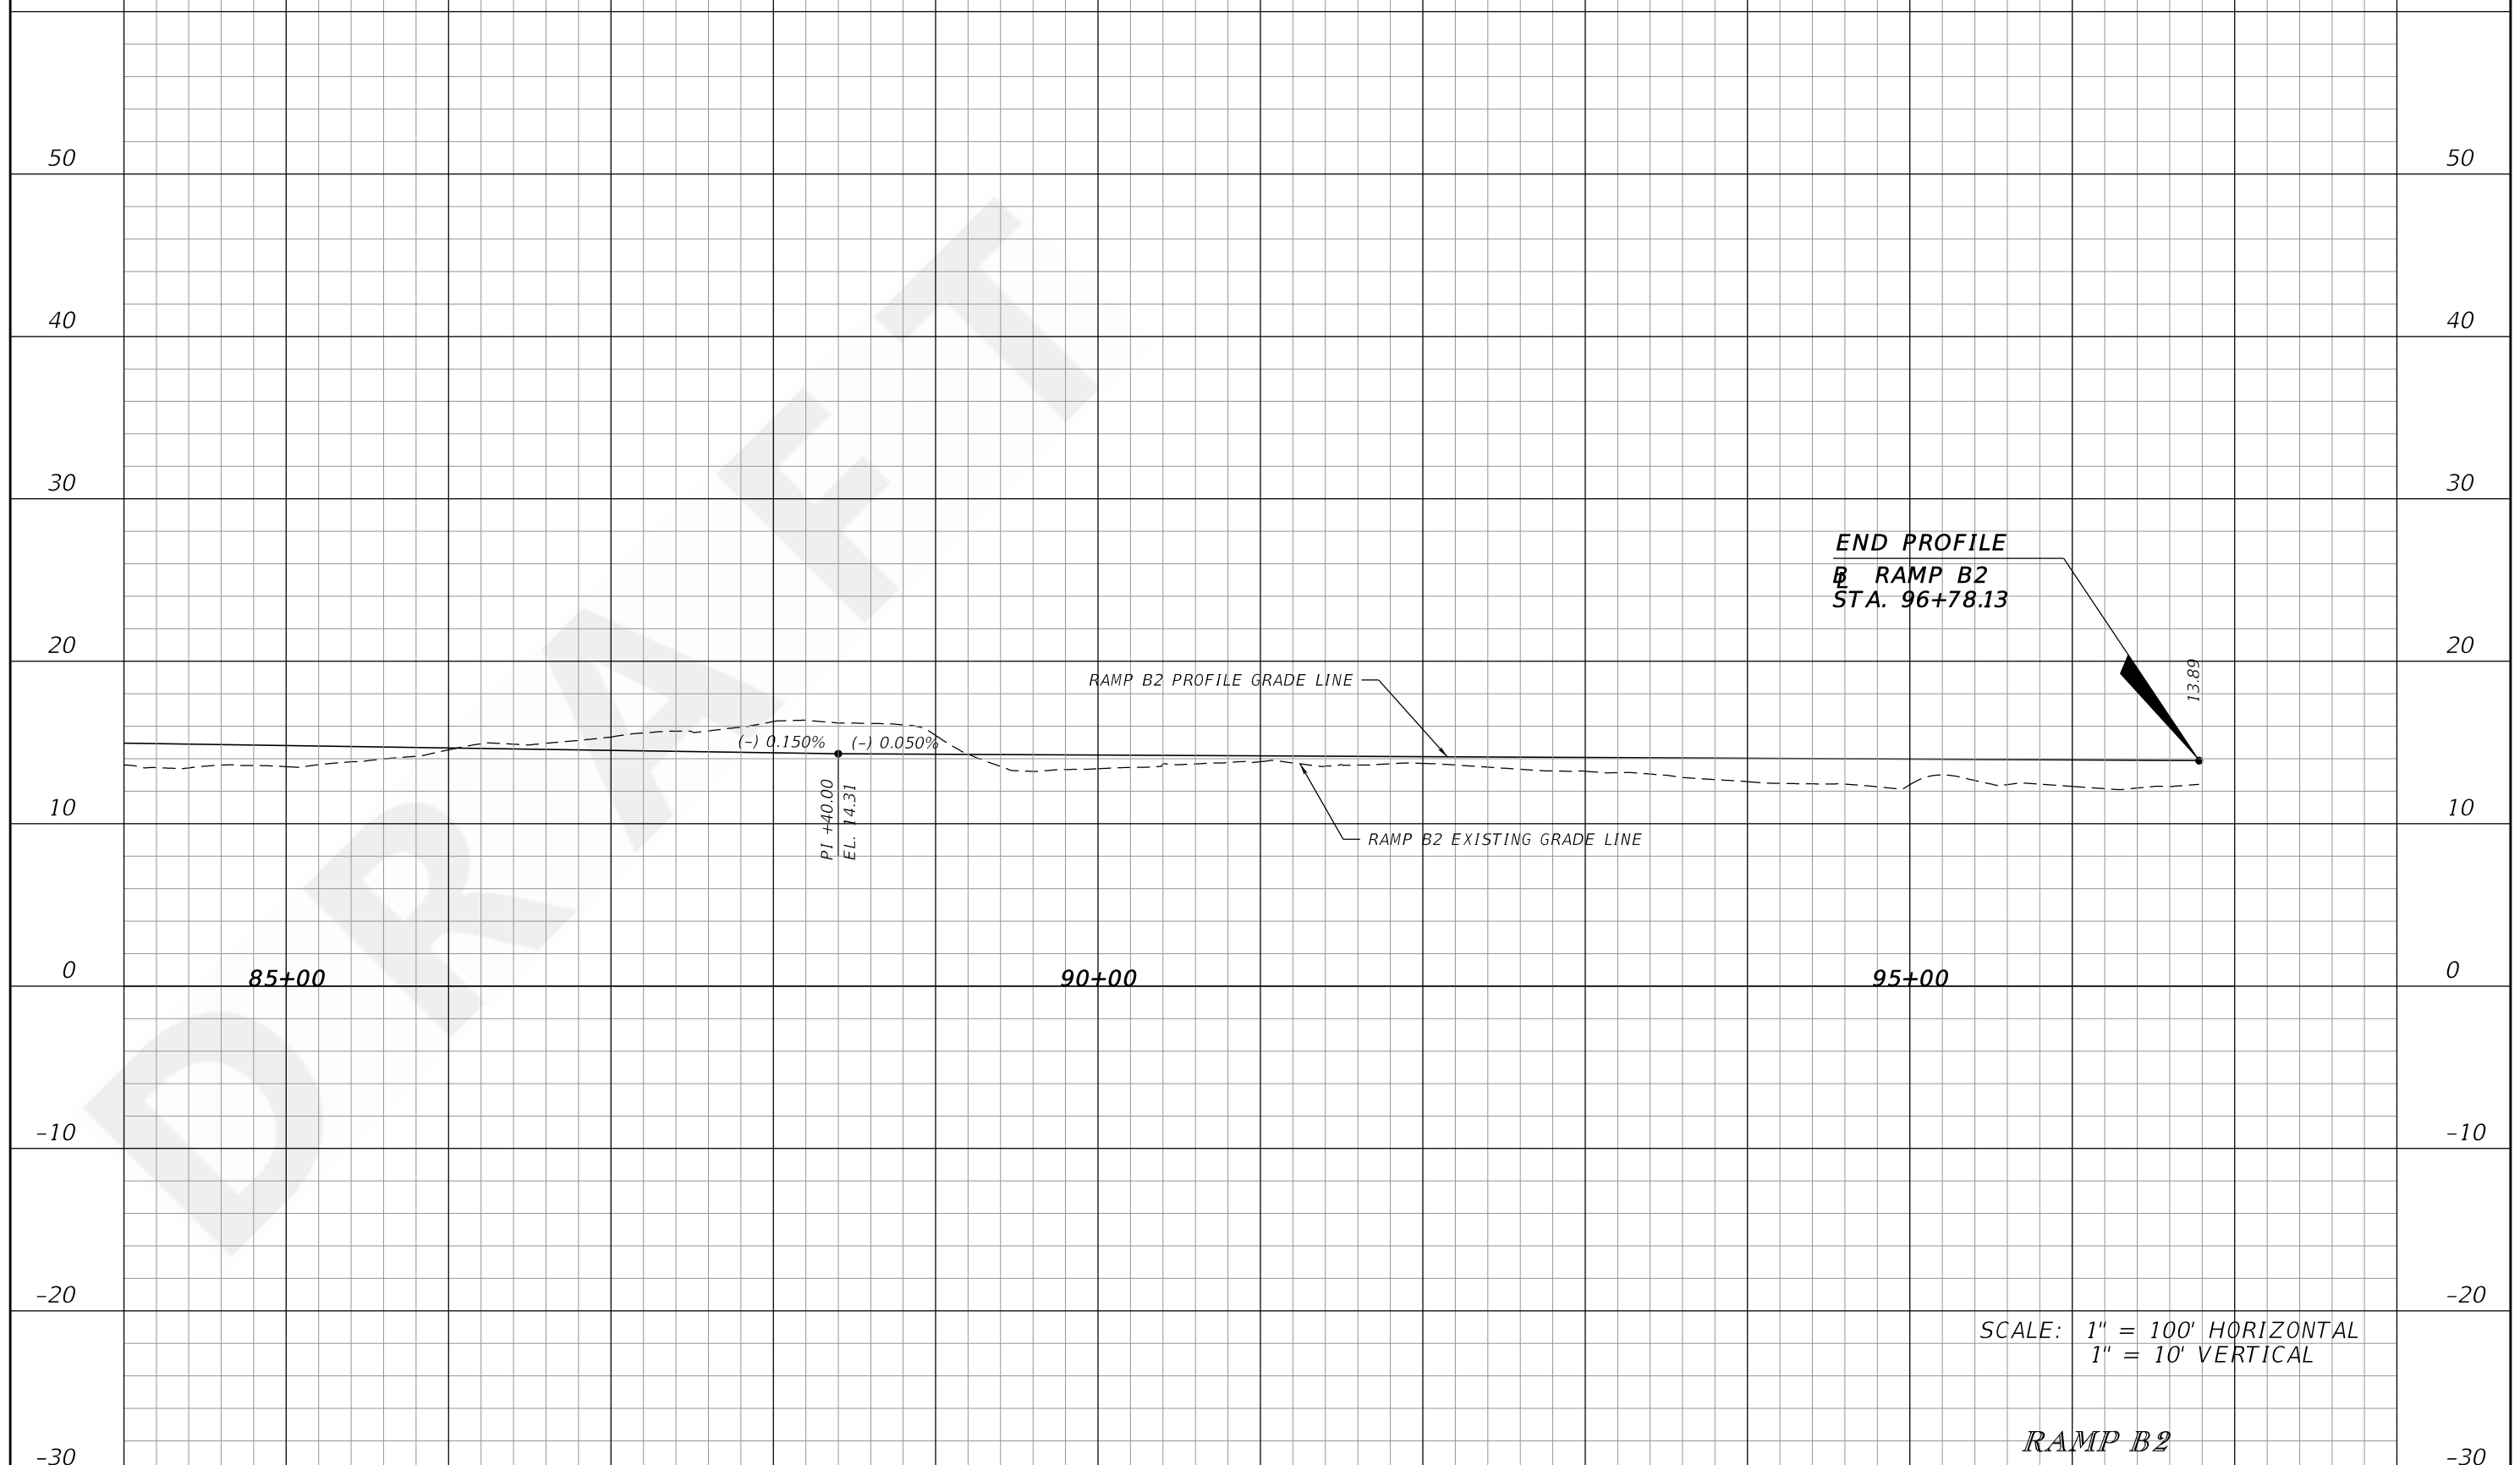 50
50
40
40
30
30
END PROFILE
BL RAMP B2
STA. 96+78.13
20
20
13.89
RAMP B2 PROFILE GRADE LINE
(-) 0.150%
(-) 0.050%
PI +40.00
EL. 14.31
RAMP B2 EXISTING GRADE LINE
10
10
0
85+00
90+00
95+00
0
-10
-10
-20
-20
SCALE: 1" = 100' HORIZONTAL
1" = 10' VERTICAL
RAMP B2
-30
-30
DRAFT